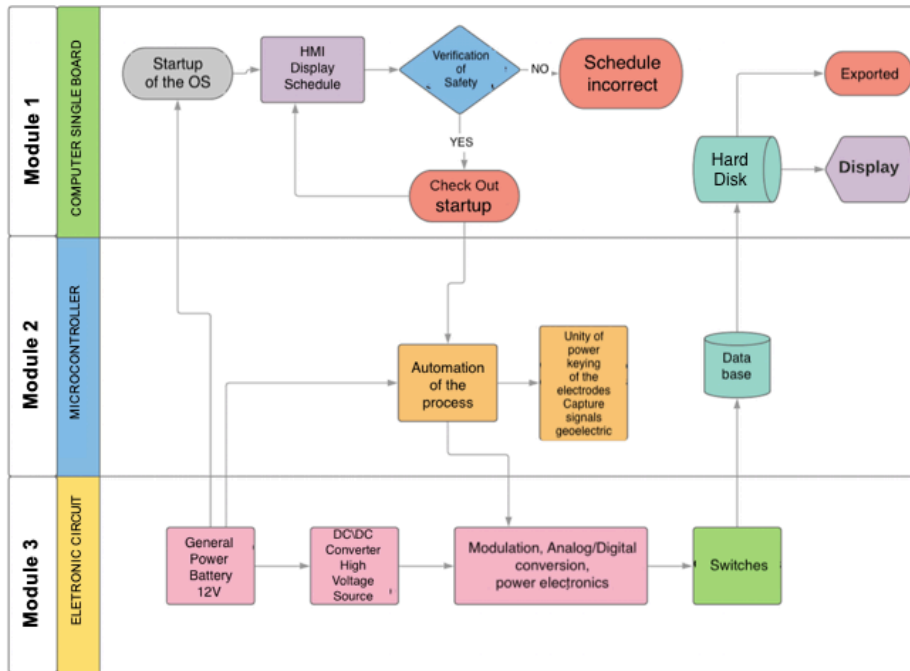 Module 1
COMPUTER SINGLE BOARD
Startup
of the OS
HMI
Display
Schedule
Verification
of
Safety
NO
Schedule
incorrect
YES
Check Out
startup
Exported
Hard
Disk
Display
Module 2
MICROCONTROLLER
Automation
of the
process
Unity of
power
keying
of the
electrodes
Capture
signals
geoelectric
Data
base
Module 3
ELETRONIC CIRCUIT
General
Power
Battery
12V
DC\DC
Converter
High
Voltage
Source
Modulation, Analog/Digital
conversion,
power electronics
Switches